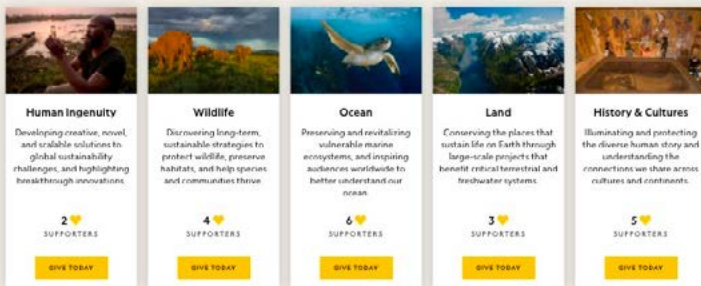 Human Ingenuity
Developing creative, novel,
and scalable solutions to
global sustainability
challenges, and highlighting
breakthrough innovations.
2
SUPPORTERS
GIVE TODAY
Wildlife
Discovering long-term,
sustainable strategies to
protect wildlife, preserve
habitats, and help species
and communities thrive.
4
SUPPORTERS
GIVE TODAY
Ocean
Preserving and revitalizing
vulnerable marine
ecosystems, and inspiring
audiences worldwide to
better understand our
ocean.
6
SUPPORTERS
GIVE TODAY
Land
Conserving the places that
sustain life on Earth through
large-scale projects that
benefit critical terrestrial and
freshwater systems.
3
SUPPORTERS
GIVE TODAY
History & Cultures
Illuminating and protecting
the diverse human story and
understanding the
connections we share across
cultures and continents.
5
SUPPORTERS
GIVE TODAY